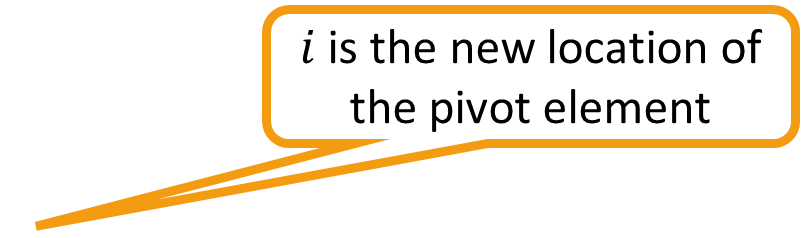 i is the new location of
the pivot element